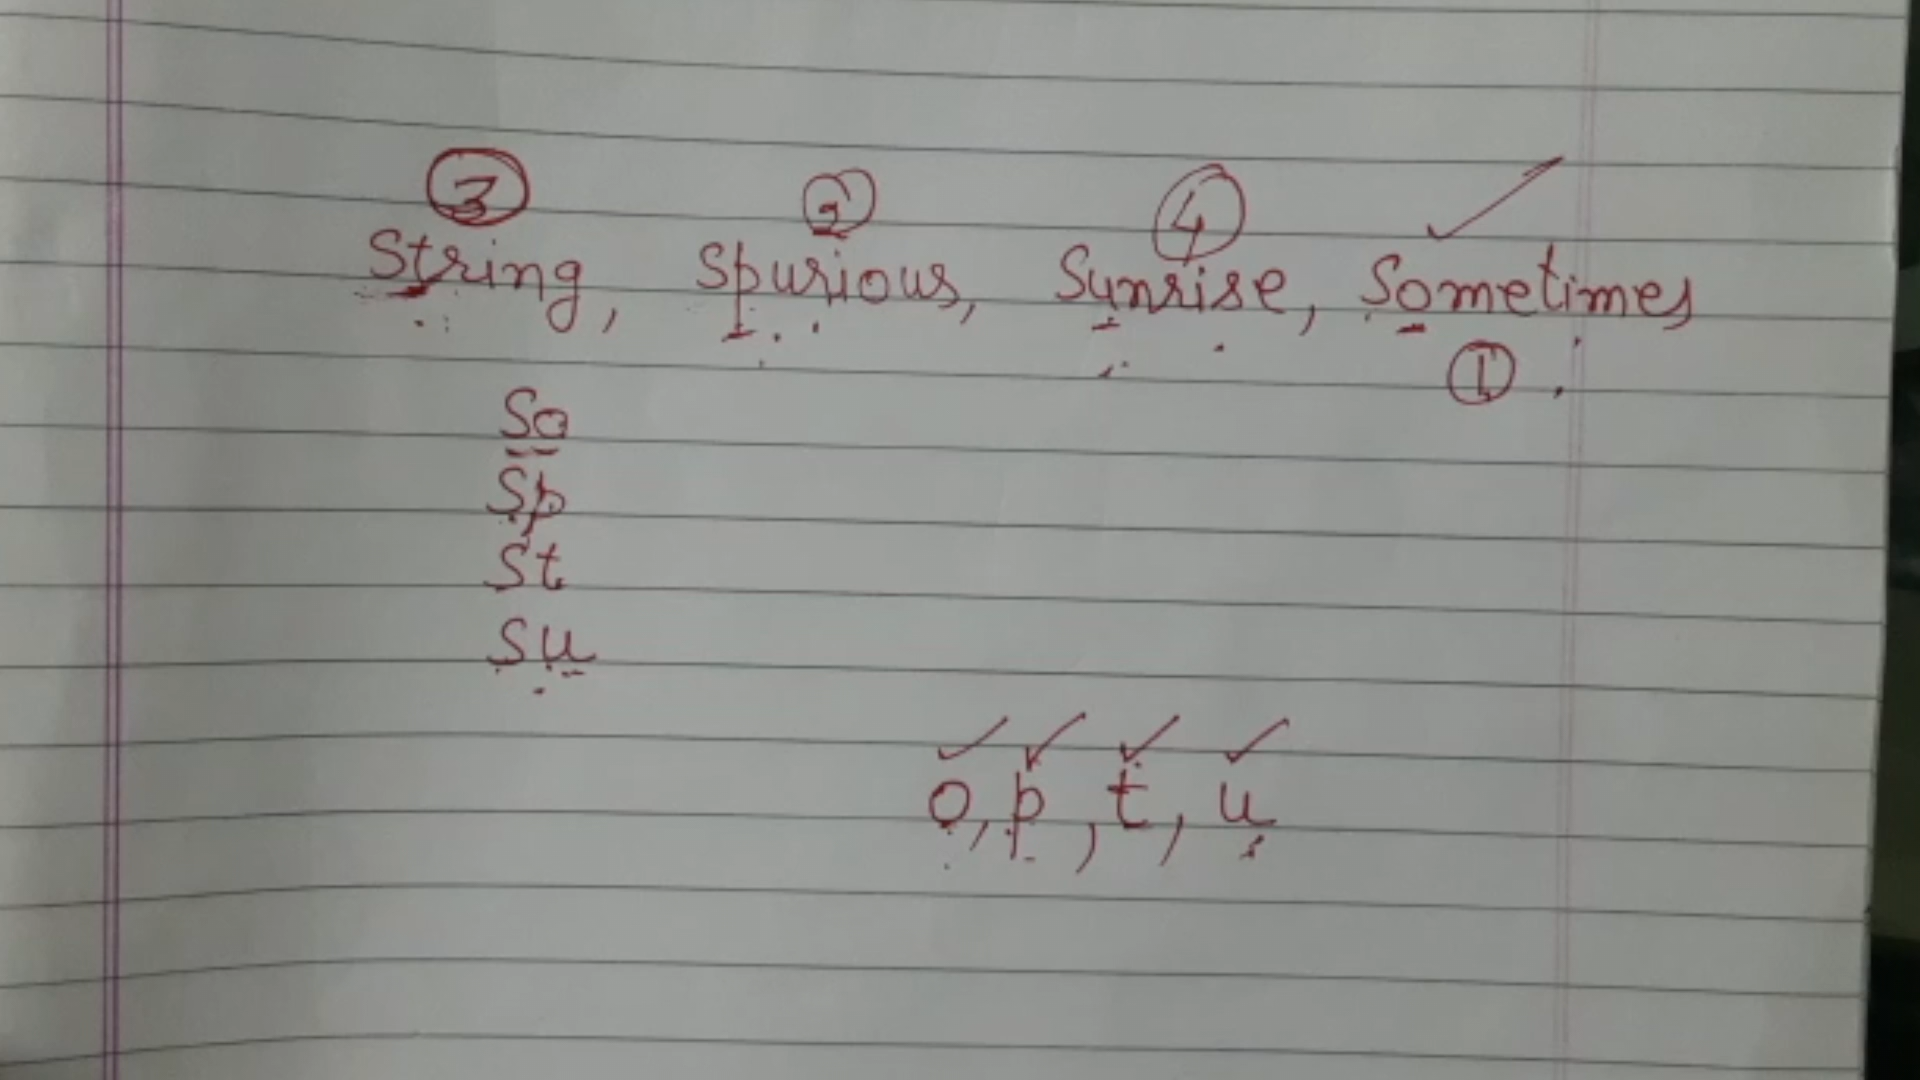 3 2 4 ✓
String, Spurious, Sunrise, Sometimes
1
So
Sp
St
Su
✓ ✓ ✓ ✓
o, p, t, u